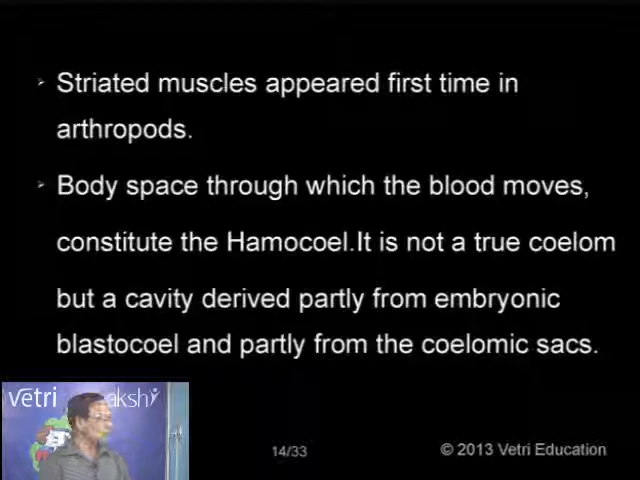 Striated muscles appeared first time in
arthropods.
Body space through which the blood moves,
constitute the Hamocoel.It is not a true coelom
but a cavity derived partly from embryonic
blastocoel and partly from the coelomic sacs.
vetri
akshi
14/33
© 2013 Vetri Education